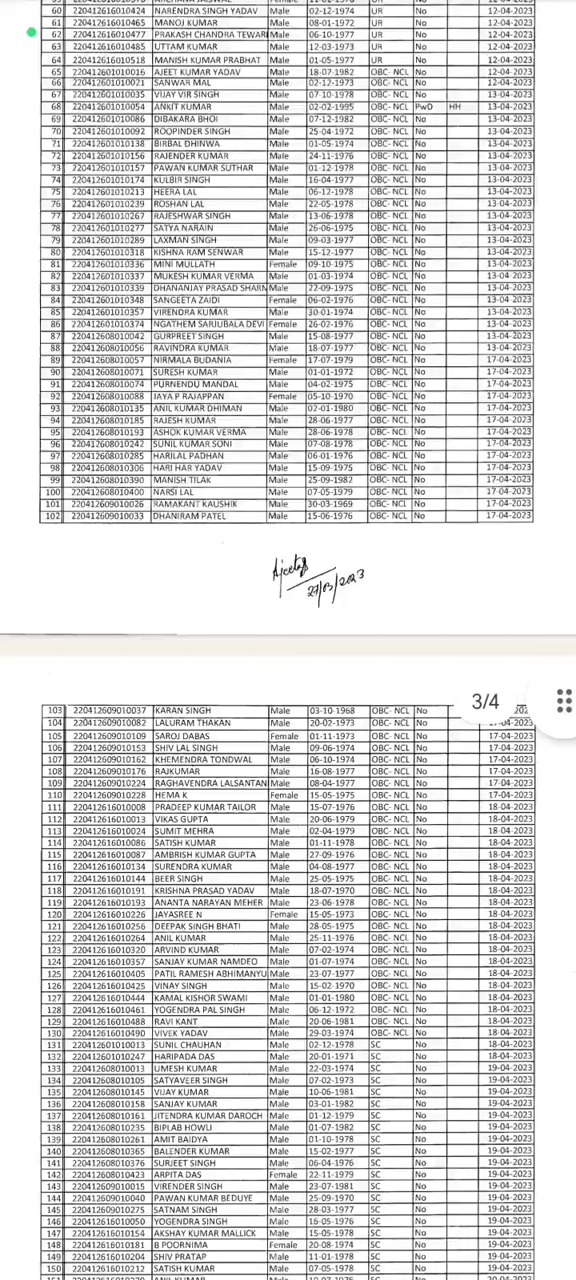 60 220412616010424 NARENDRA SINGH YADAV Male 02-12-1974 UR No 12-04-2023
61 220412616010465 MANOJ KUMAR Male 08-01-1972 UR No 12-04-2023
62 220412616010477 PRAKASH CHANDRA TEWARI Male 06-10-1977 UR No 12-04-2023
63 220412616010485 UTTAM KUMAR Male 12-03-1973 UR No 12-04-2023
64 220412616010518 MANISH KUMAR PRABHAT Male 01-05-1977 UR No 12-04-2023
65 220412601010016 AJEET KUMAR YADAV Male 18-07-1982 OBC- NCL No 12-04-2023
66 220412601010021 SANWAR MAL Male 02-12-1973 OBC- NCL No 12-04-2023
67 220412601010035 VIJAY VIR SINGH Male 07-10-1978 OBC- NCL No 13-04-2023
68 220412601010054 ANKIT KUMAR Male 02-02-1995 OBC- NCL PwD HH 13-04-2023
69 220412601010086 DIBAKARA BHOI Male 07-12-1982 OBC- NCL No 13-04-2023
70 220412601010092 ROOPINDER SINGH Male 25-04-1972 OBC- NCL No 13-04-2023
71 220412601010138 BIRBAL DHINWA Male 01-05-1974 OBC- NCL No 13-04-2023
72 220412601010156 RAJENDER KUMAR Male 24-11-1976 OBC- NCL No 13-04-2023
73 220412601010157 PAWAN KUMAR SUTHAR Male 01-12-1978 OBC- NCL No 13-04-2023
74 220412601010174 KULBIR SINGH Male 16-04-1977 OBC- NCL No 13-04-2023
75 220412601010213 HEERA LAL Male 06-12-1978 OBC- NCL No 13-04-2023
76 220412601010239 ROSHAN LAL Male 22-05-1978 OBC- NCL No 13-04-2023
77 220412601010267 RAJESHWAR SINGH Male 13-06-1978 OBC- NCL No 13-04-2023
78 220412601010277 SATYA NARAIN Male 26-06-1975 OBC- NCL No 13-04-2023
79 220412601010289 LAXMAN SINGH Male 09-03-1977 OBC- NCL No 13-04-2023
80 220412601010318 KISHNA RAM SENWAR Male 15-12-1977 OBC- NCL No 13-04-2023
81 220412601010336 MINI MULLATH Female 09-10-1975 OBC- NCL No 13-04-2023
82 220412601010337 MUKESH KUMAR VERMA Male 01-03-1974 OBC- NCL No 13-04-2023
83 220412601010339 DHANANJAY PRASAD SHARM Male 22-09-1975 OBC- NCL No 13-04-2023
84 220412601010348 SANGEETA ZAIDI Female 06-02-1976 OBC- NCL No 13-04-2023
85 220412601010357 VIRENDRA KUMAR Male 30-01-1974 OBC- NCL No 13-04-2023
86 220412601010374 NGATHEM SARJUBALA DEVI Female 26-02-1976 OBC- NCL No 13-04-2023
87 220412608010042 GURPREET SINGH Male 15-08-1977 OBC- NCL No 13-04-2023
88 220412608010056 RAVINDRA KUMAR Male 18-07-1977 OBC- NCL No 13-04-2023
89 220412608010057 NIRMALA BUDANIA Female 17-07-1979 OBC- NCL No 17-04-2023
90 220412608010071 SURESH KUMAR Male 01-01-1972 OBC- NCL No 17-04-2023
91 220412608010074 PURNENDU MANDAL Male 04-02-1975 OBC- NCL No 17-04-2023
92 220412608010088 JAYA P RAJAPPAN Female 05-10-1970 OBC- NCL No 17-04-2023
93 220412608010135 ANIL KUMAR DHIMAN Male 02-01-1980 OBC- NCL No 17-04-2023
94 220412608010185 RAJESH KUMAR Male 28-06-1977 OBC- NCL No 17-04-2023
95 220412608010193 ASHOK KUMAR VERMA Male 28-06-1978 OBC- NCL No 17-04-2023
96 220412608010242 SUNIL KUMAR SONI Male 07-08-1978 OBC- NCL No 17-04-2023
97 220412608010285 HARILAL PADHAN Male 06-01-1976 OBC- NCL No 17-04-2023
98 220412608010306 HARI HAR YADAV Male 15-09-1975 OBC- NCL No 17-04-2023
99 220412608010390 MANISH TILAK Male 25-09-1982 OBC- NCL No 17-04-2023
100 220412608010400 NARSI LAL Male 07-05-1979 OBC- NCL No 17-04-2023
101 220412609010026 RAMAKANT KAUSHIK Male 30-03-1969 OBC- NCL No 17-04-2023
102 220412609010033 DHANIRAM PATEL Male 15-06-1976 OBC- NCL No 17-04-2023
27/03/2023
3/4
103 220412609010037 KARAN SINGH Male 03-10-1968 OBC- NCL No
104 220412609010082 LALURAM THAKAN Male 20-02-1973 OBC- NCL No
105 220412609010109 SAROJ DABAS Female 01-11-1973 OBC- NCL No 17-04-2023
106 220412609010153 SHIV LAL SINGH Male 09-06-1974 OBC- NCL No 17-04-2023
107 220412609010162 KHEMENDRA TONDWAL Male 06-10-1974 OBC- NCL No 17-04-2023
108 220412609010176 RAJKUMAR Male 16-08-1977 OBC- NCL No 17-04-2023
109 220412609010224 RAGHAVENDRA LALSANTAN Male 08-04-1977 OBC- NCL No 17-04-2023
110 220412609010228 HEMA K Female 15-05-1975 OBC- NCL No 17-04-2023
111 220412616010008 PRADEEP KUMAR TAILOR Male 15-07-1976 OBC- NCL No 18-04-2023
112 220412616010013 VIKAS GUPTA Male 20-06-1979 OBC- NCL No 18-04-2023
113 220412616010024 SUMIT MEHRA Male 02-04-1979 OBC- NCL No 18-04-2023
114 220412616010086 SATISH KUMAR Male 01-11-1978 OBC- NCL No 18-04-2023
115 220412616010087 AMBRISH KUMAR GUPTA Male 27-09-1976 OBC- NCL No 18-04-2023
116 220412616010134 SURENDRA KUMAR Male 04-08-1977 OBC- NCL No 18-04-2023
117 220412616010144 BEER SINGH Male 25-05-1975 OBC- NCL No 18-04-2023
118 220412616010191 KRISHNA PRASAD YADAV Male 18-07-1970 OBC- NCL No 18-04-2023
119 220412616010193 ANANTA NARAYAN MEHER Male 23-06-1978 OBC- NCL No 18-04-2023
120 220412616010226 JAYASREE N Female 15-05-1973 OBC- NCL No 18-04-2023
121 220412616010256 DEEPAK SINGH BHATI Male 28-05-1975 OBC- NCL No 18-04-2023
122 220412616010264 ANIL KUMAR Male 25-11-1976 OBC- NCL No 18-04-2023
123 220412616010320 ARVIND KUMAR Male 07-02-1974 OBC- NCL No 18-04-2023
124 220412616010357 SANJAY KUMAR NAMDEO Male 01-07-1974 OBC- NCL No 18-04-2023
125 220412616010405 PATIL RAMESH ABHIMANYU Male 23-07-1977 OBC- NCL No 18-04-2023
126 220412616010425 VINAY SINGH Male 15-02-1970 OBC- NCL No 18-04-2023
127 220412616010444 KAMAL KISHOR SWAMI Male 01-01-1980 OBC- NCL No 18-04-2023
128 220412616010461 YOGENDRA PAL SINGH Male 06-12-1972 OBC- NCL No 18-04-2023
129 220412616010488 RAVI KANT Male 20-06-1981 OBC- NCL No 18-04-2023
130 220412616010490 VIVEK YADAV Male 29-03-1974 OBC- NCL No 18-04-2023
131 220412601010013 SUNIL CHAUHAN Male 02-12-1978 SC No 18-04-2023
132 220412601010247 HARIPADA DAS Male 20-01-1971 SC No 18-04-2023
133 220412608010013 UMESH KUMAR Male 22-03-1974 SC No 19-04-2023
134 220412608010105 SATYAVEER SINGH Male 07-02-1973 SC No 19-04-2023
135 220412608010145 VIJAY KUMAR Male 10-06-1981 SC No 19-04-2023
136 220412608010158 SANJAY KUMAR Male 03-01-1982 SC No 19-04-2023
137 220412608010161 JITENDRA KUMAR DAROCH Male 01-12-1979 SC No 19-04-2023
138 220412608010235 BIPLAB HOWLI Male 01-07-1982 SC No 19-04-2023
139 220412608010261 AMIT BAIDYA Male 01-10-1978 SC No 19-04-2023
140 220412608010365 BALENDER KUMAR Male 15-02-1977 SC No 19-04-2023
141 220412608010376 SURJEET SINGH Male 06-04-1976 SC No 19-04-2023
142 220412608010423 ARPITA DAS Female 22-11-1979 SC No 19-04-2023
143 220412609010015 VIRENDER SINGH Male 23-07-1981 SC No 19-04-2023
144 220412609010040 PAWAN KUMAR BEDUYE Male 25-09-1970 SC No 19-04-2023
145 220412609010275 SATNAM SINGH Male 28-03-1977 SC No 19-04-2023
146 220412616010050 YOGENDRA SINGH Male 16-05-1976 SC No 19-04-2023
147 220412616010154 AKSHAY KUMAR MALLICK Male 15-05-1978 SC No 19-04-2023
148 220412616010181 B POORNIMA Female 20-08-1974 SC No 19-04-2023
149 220412616010204 SHIV PRATAP Male 11-01-1978 SC No 19-04-2023
150 220412616010212 SATISH KUMAR Male 07-05-1978 SC No 19-04-2023